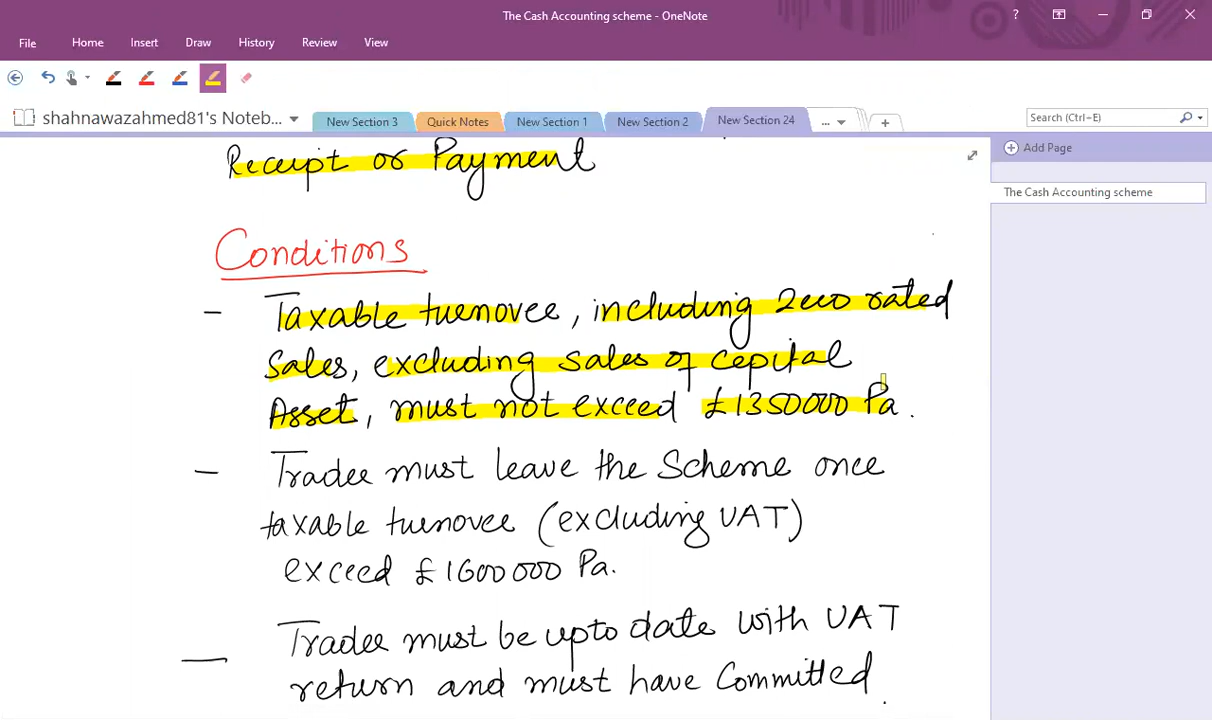 The Cash Accounting scheme - OneNote
?
File Home Insert Draw History Review View
shahnawazahmed81's Noteb...
New Section 3 Quick Notes New Section 1 New Section 2 New Section 24 ...
Search (Ctrl+E)
Add Page
The Cash Accounting scheme
Receipt or Payment
Conditions
- Taxable turnover, including Zero rated
Sales, excluding sales of capital
Asset, must not exceed £1350000 Pa.
- Trader must leave the Scheme once
taxable turnover (excluding VAT)
exceed £1600000 Pa.
- Trader must be upto date with VAT
return and must have Committed